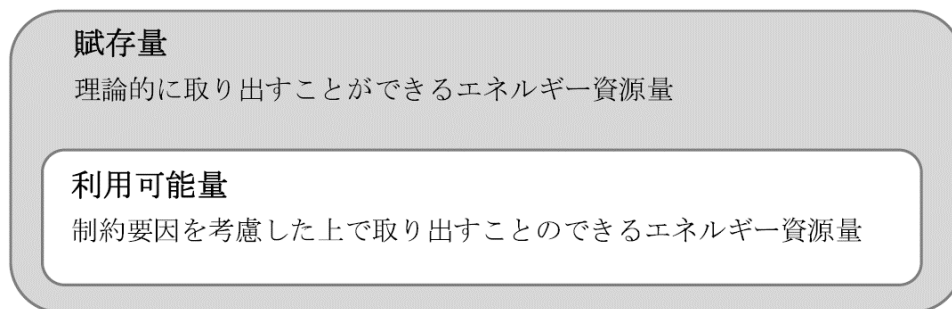 賦存量
理論的に取り出すことができるエネルギー資源量
利用可能量
制約要因を考慮した上で取り出すことのできるエネルギー資源量